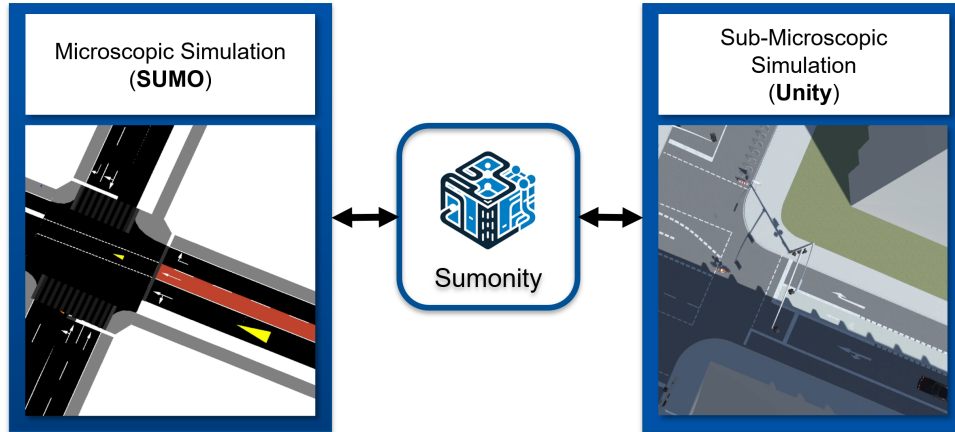 Microscopic Simulation
(SUMO)
Sumonity
Sub-Microscopic
Simulation
(Unity)